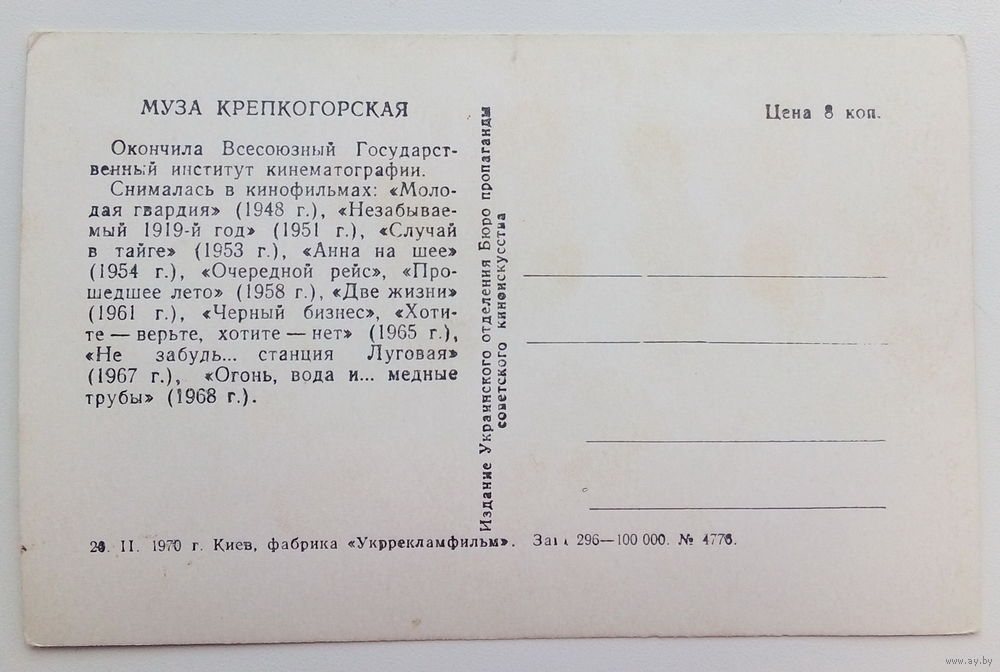 МУЗА КРЕПКОГОРСКАЯ
Окончила Всесоюзный Государст-
венный институт кинематографии.
Снималась в кинофильмах: «Моло-
дая гвардия» (1948 г.), «Незабывае-
мый 1919-й год» (1951 г.), «Случай
в тайге» (1953 г.), «Анна на шее»
(1954 г.), «Очередной рейс», «Про-
шедшее лето» (1958 г.), «Две жизни»
(1961 г.), «Черный бизнес», «Хоти-
те — верьте, хотите — нет» (1965 г.),
«Не забудь... станция Луговая»
(1967 г.), «Огонь, вода и... медные
трубы» (1968 г.).
Издание Украинского отделения Бюро пропаганды
советского киноискусства
Цена 8 коп.
II. 1970 г. Киев, фабрика «Укррекламфильм». 296—100 000. №
www.ay.by